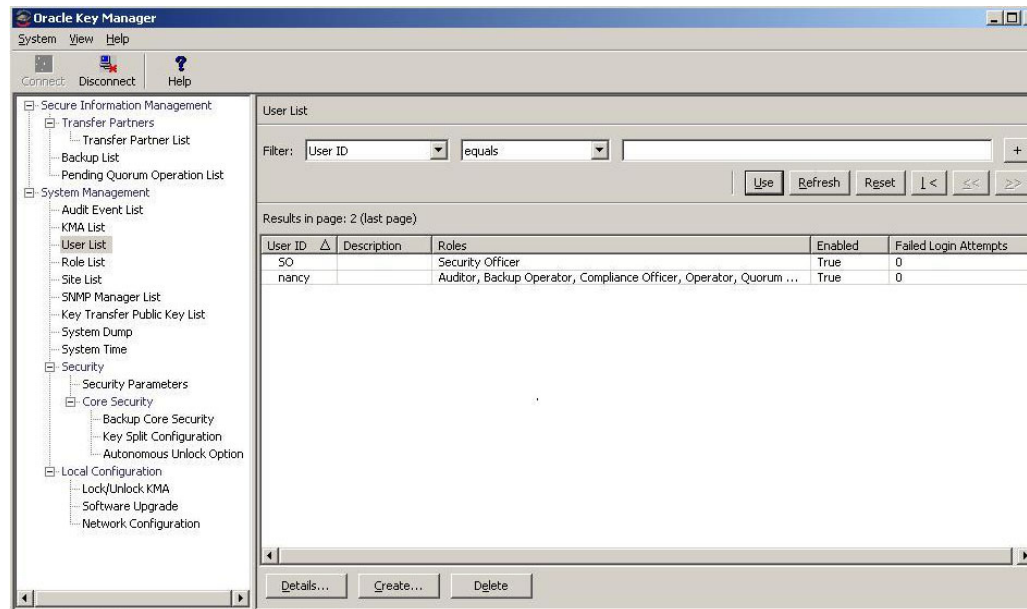 Oracle Key Manager
System View Help
Connect Disconnect Help
Secure Information Management
Transfer Partners
Transfer Partner List
Backup List
Pending Quorum Operation List
System Management
Audit Event List
KMA List
User List
Role List
Site List
SNMP Manager List
Key Transfer Public Key List
System Dump
System Time
Security
Security Parameters
Core Security
Backup Core Security
Key Split Configuration
Autonomous Unlock Option
Local Configuration
Lock/Unlock KMA
Software Upgrade
Network Configuration
User List
Filter: User ID equals +
Use Refresh Reset |< << >>
Results in page: 2 (last page)
User ID Description Roles Enabled Failed Login Attempts
SO Security Officer True 0
nancy Auditor, Backup Operator, Compliance Officer, Operator, Quorum ... True 0
Details... Create... Delete